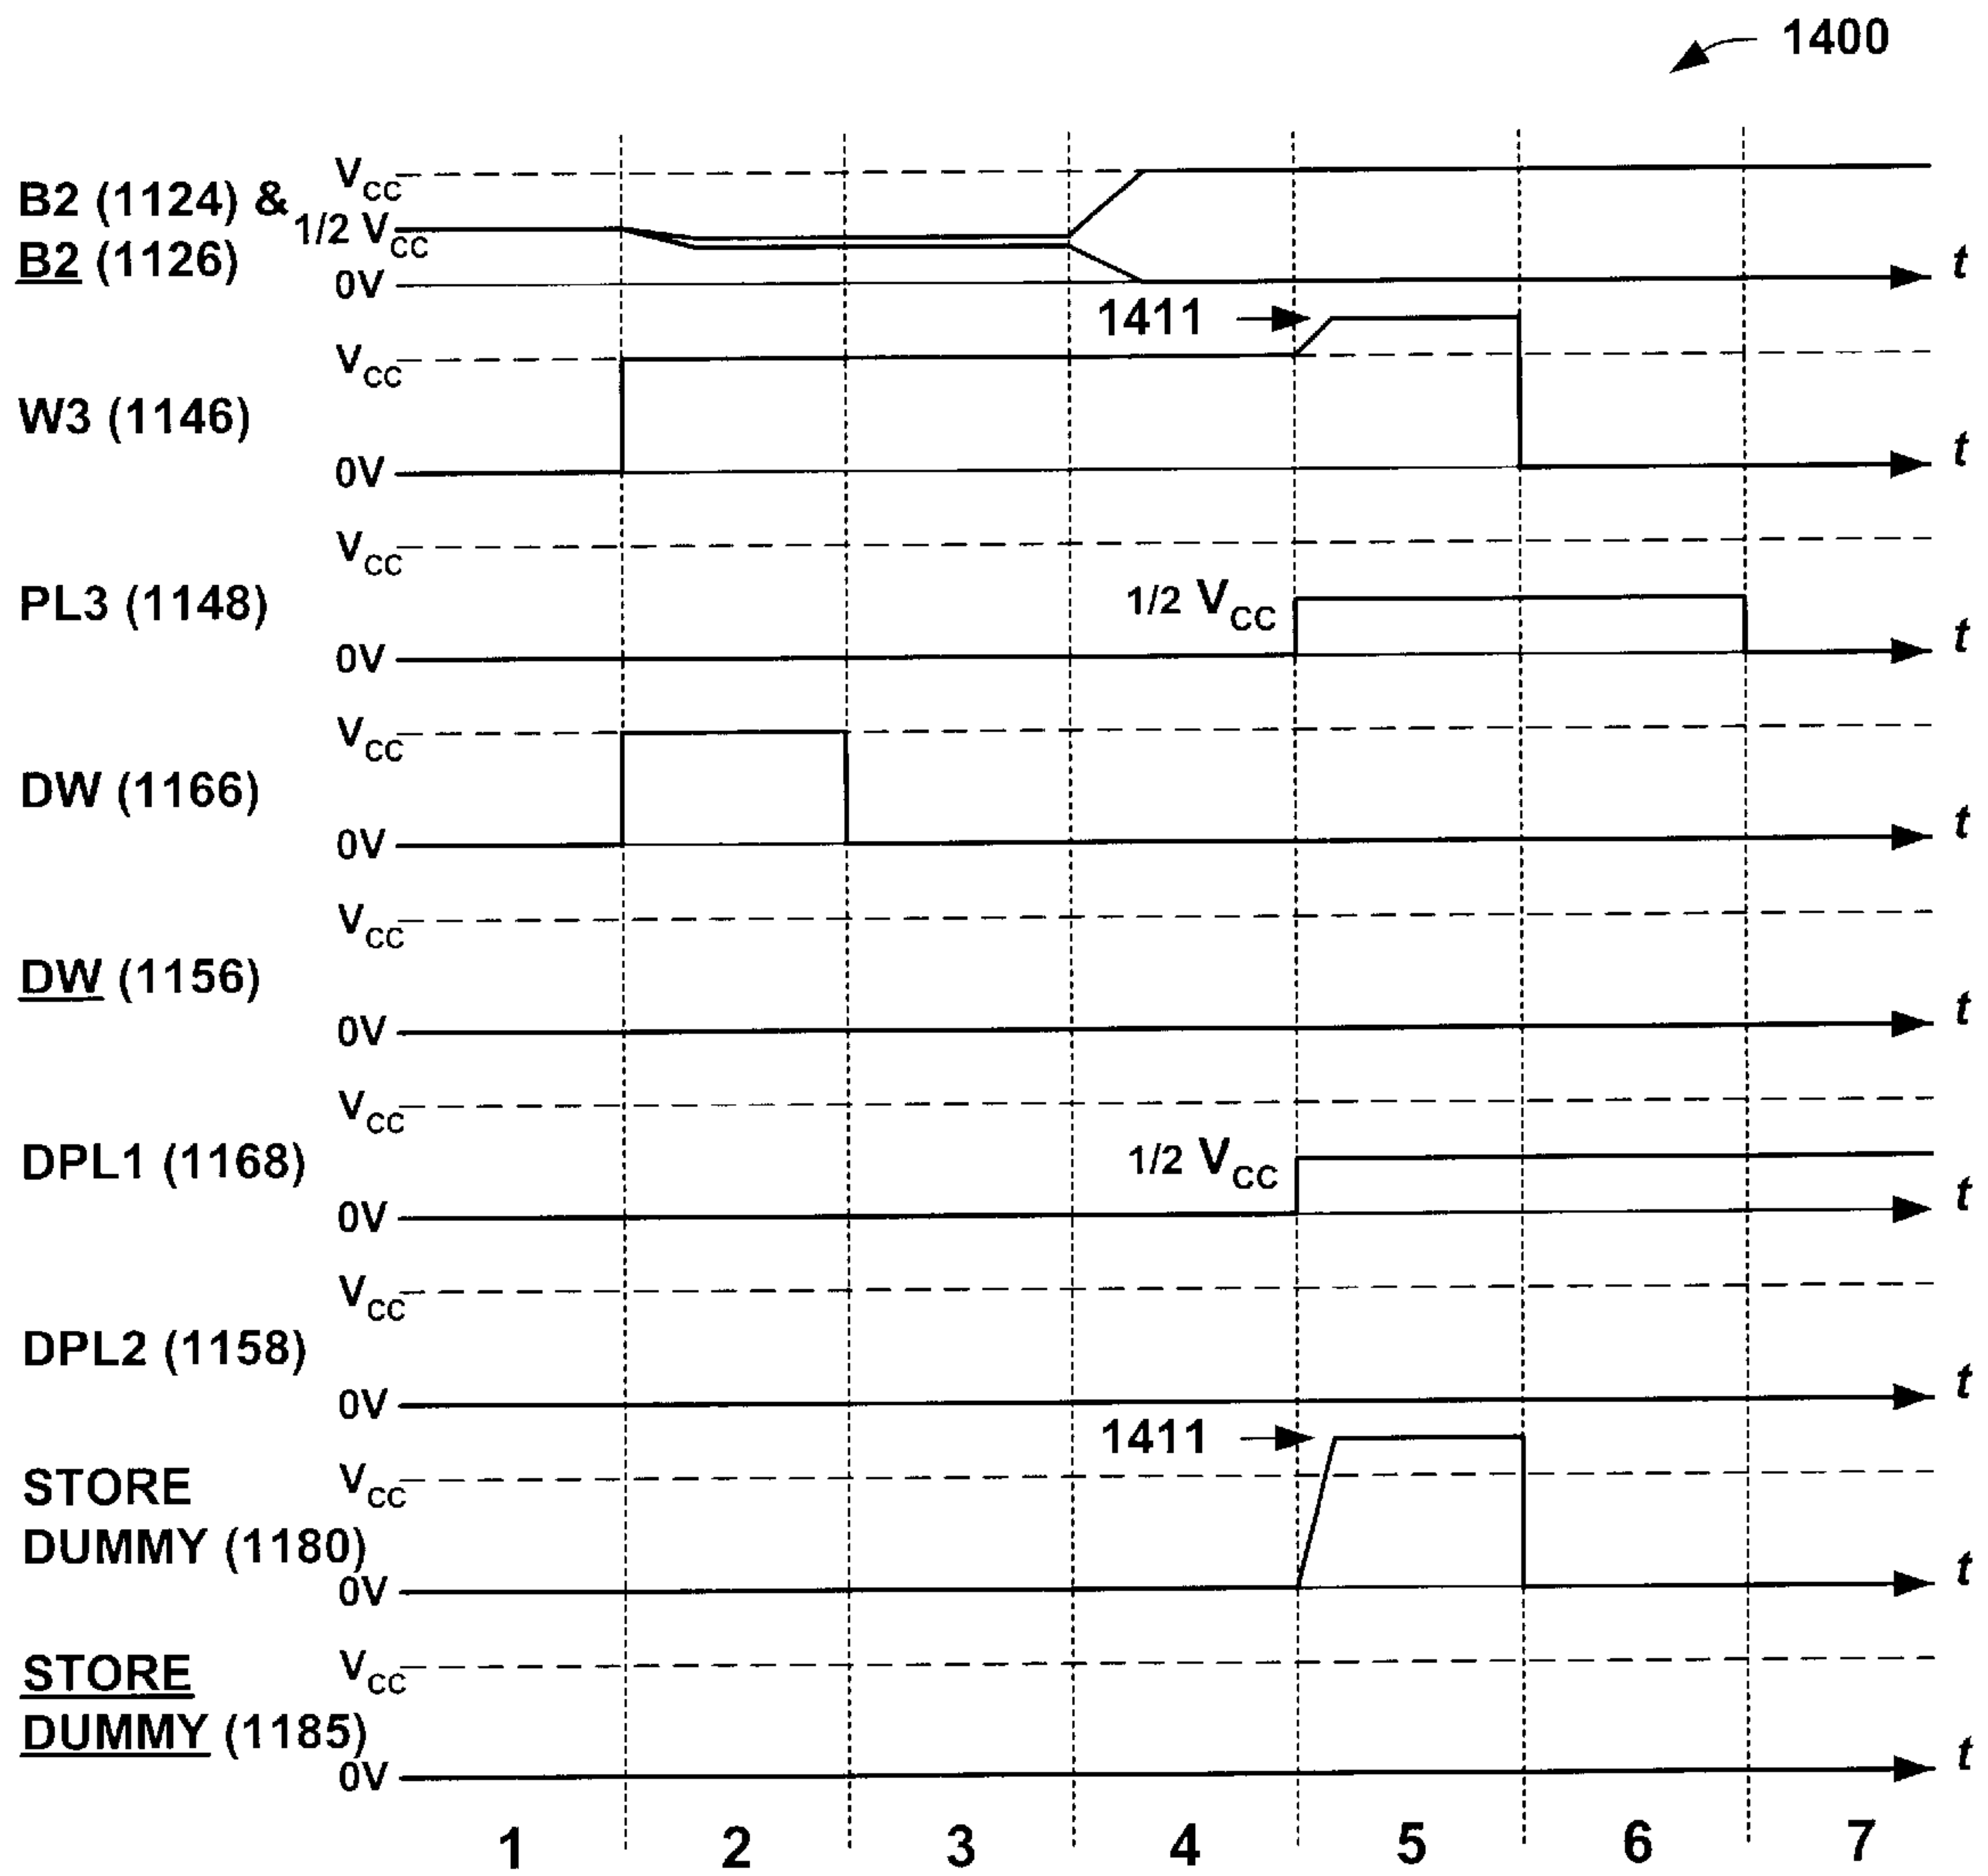 1400
B2 (1124) &
B2 (1126)
VCC
1/2 VCC
0V
t
1411
W3 (1146)
VCC
0V
t
PL3 (1148)
VCC
1/2 VCC
0V
t
DW (1166)
VCC
0V
t
DW (1156)
VCC
0V
t
DPL1 (1168)
VCC
1/2 VCC
0V
t
DPL2 (1158)
VCC
0V
t
1411
STORE
DUMMY (1180)
VCC
0V
t
STORE
DUMMY (1185)
VCC
0V
t
1 2 3 4 5 6 7